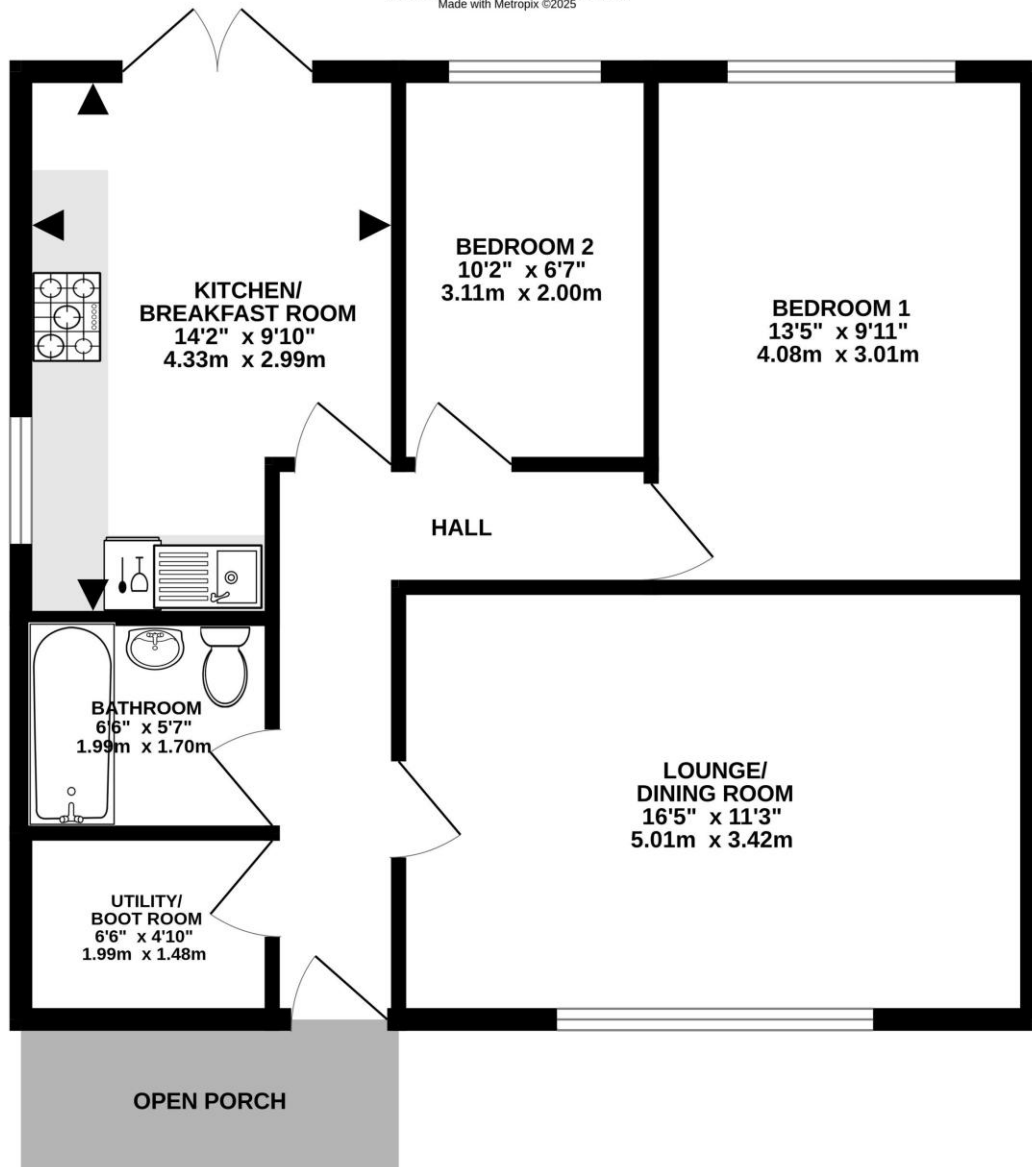 Made with Metropix ©2025
KITCHEN/
BREAKFAST ROOM
14'2" x 9'10"
4.33m x 2.99m
BEDROOM 2
10'2" x 6'7"
3.11m x 2.00m
BEDROOM 1
13'5" x 9'11"
4.08m x 3.01m
HALL
BATHROOM
6'6" x 5'7"
1.99m x 1.70m
LOUNGE/
DINING ROOM
16'5" x 11'3"
5.01m x 3.42m
UTILITY/
BOOT ROOM
6'6" x 4'10"
1.99m x 1.48m
OPEN PORCH